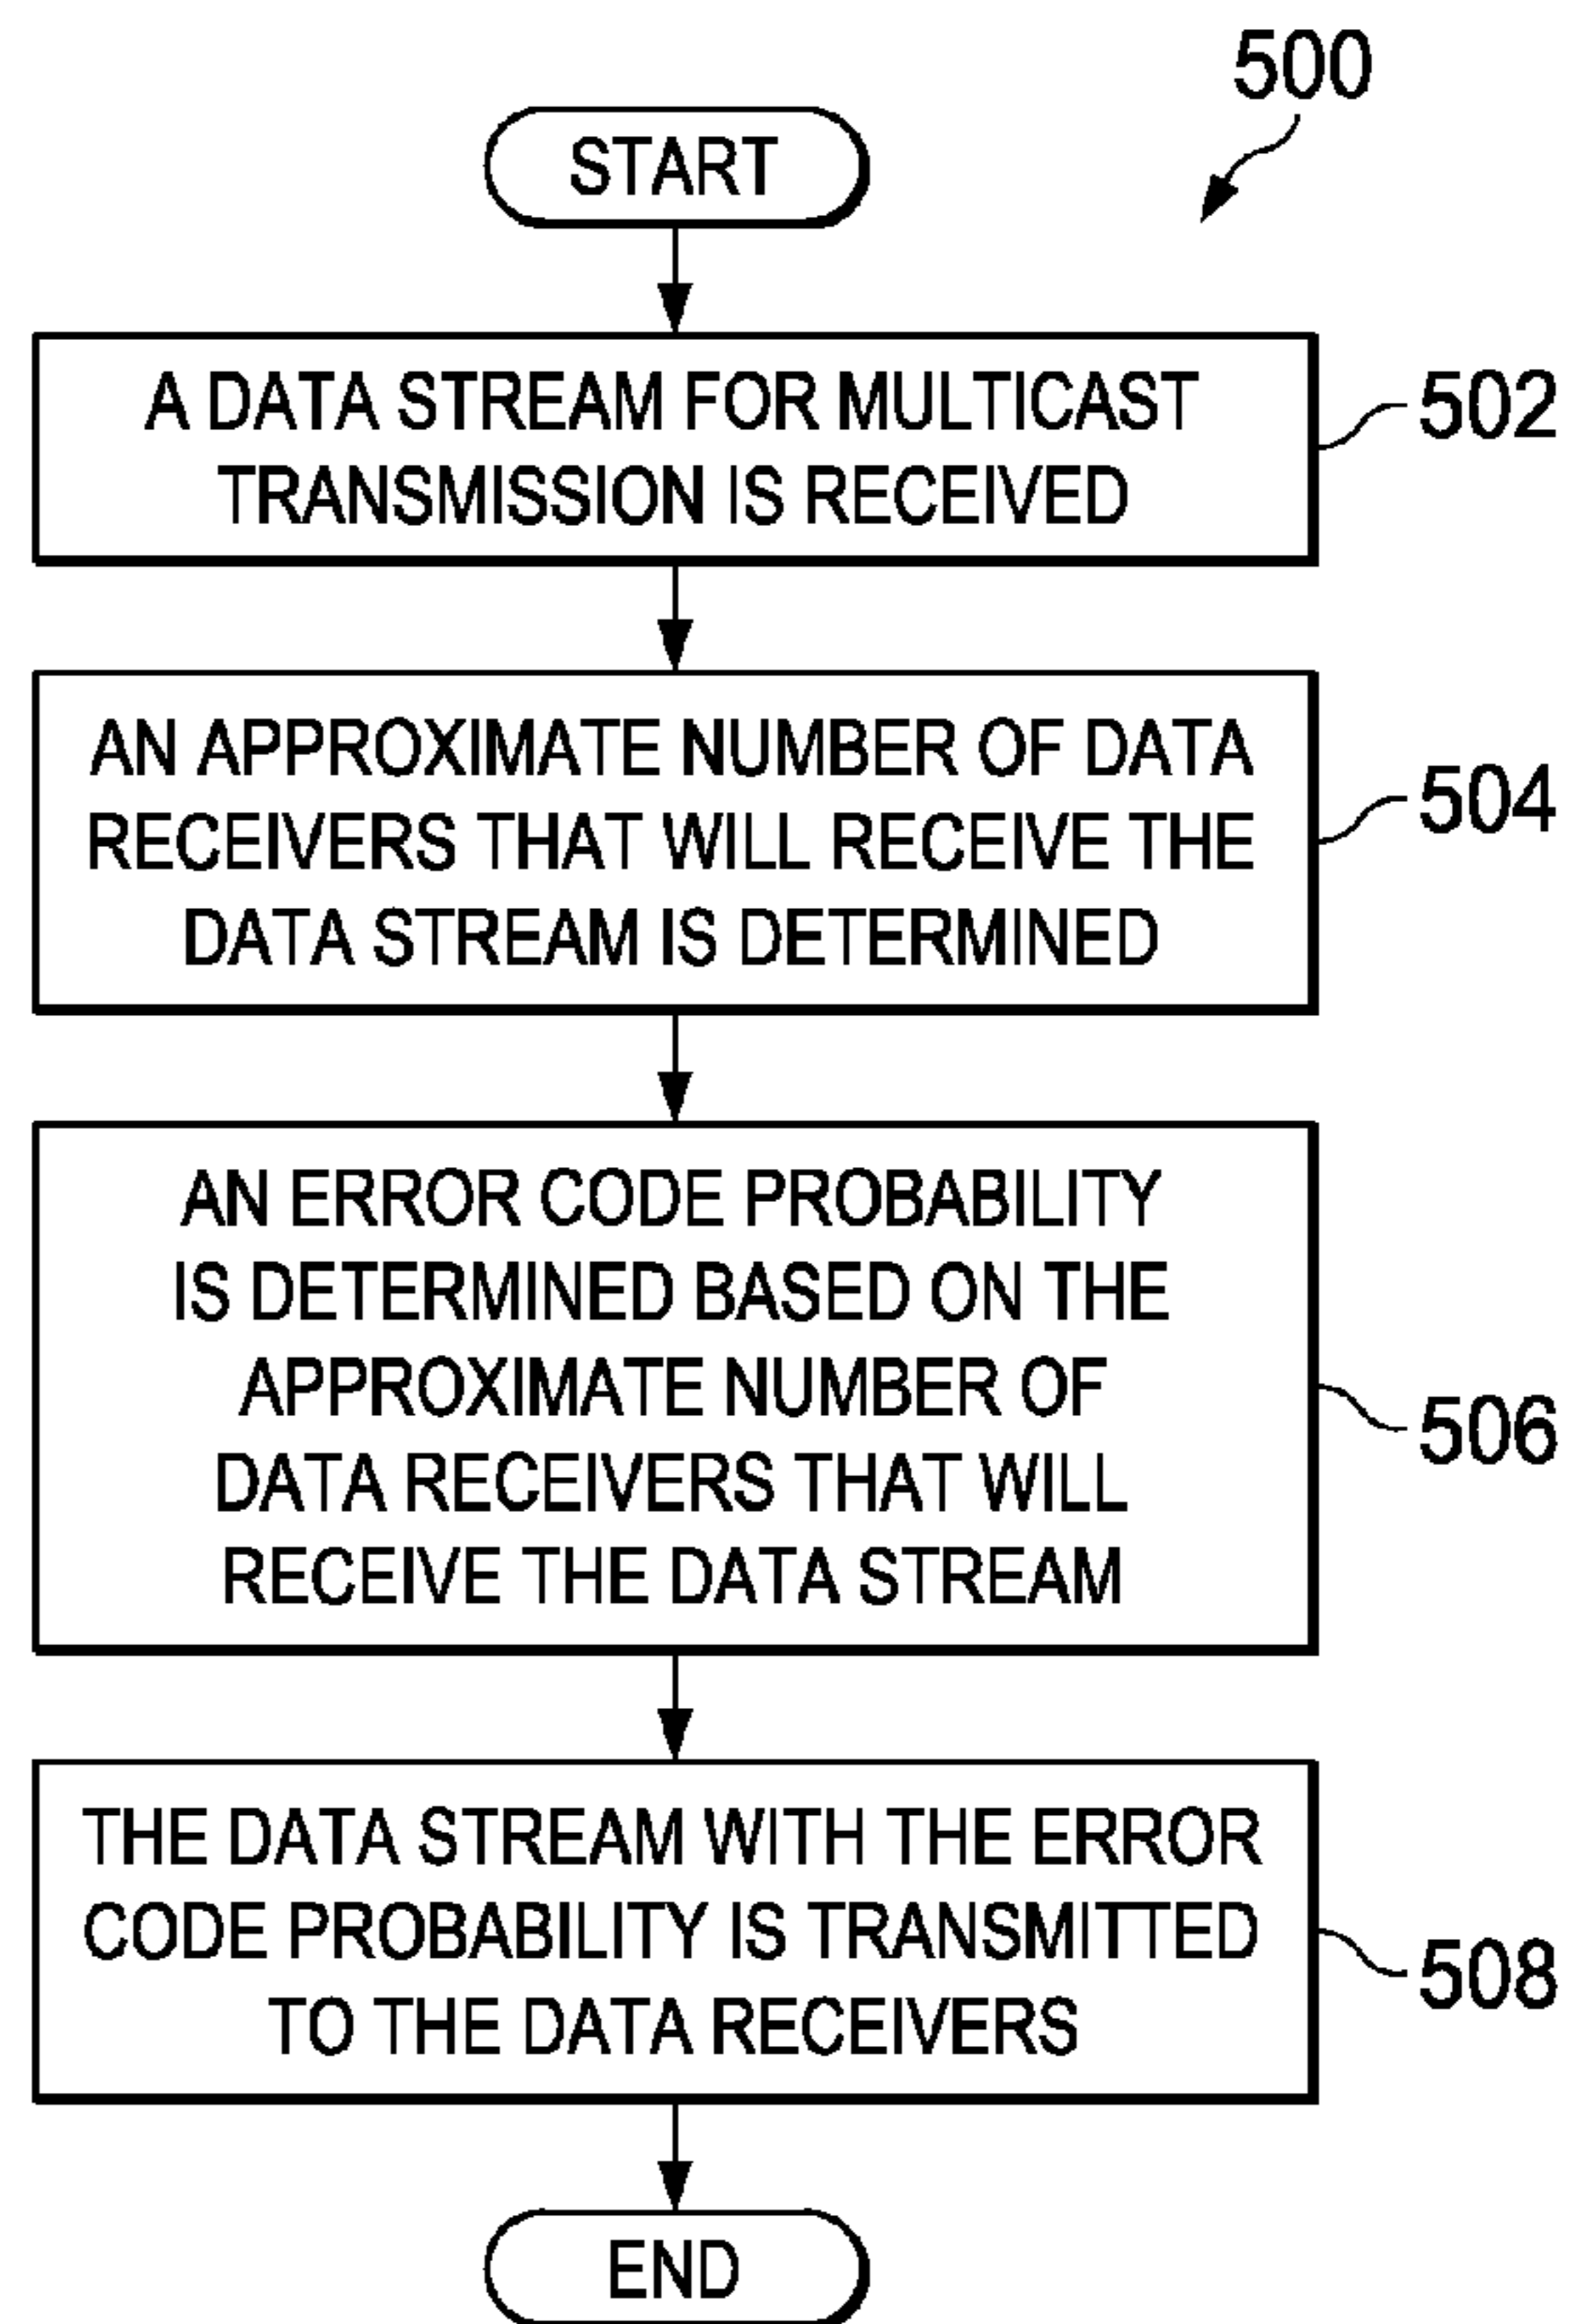 500
START
A DATA STREAM FOR MULTICAST
TRANSMISSION IS RECEIVED
502
AN APPROXIMATE NUMBER OF DATA
RECEIVERS THAT WILL RECEIVE THE
DATA STREAM IS DETERMINED
504
AN ERROR CODE PROBABILITY
IS DETERMINED BASED ON THE
APPROXIMATE NUMBER OF
DATA RECEIVERS THAT WILL
RECEIVE THE DATA STREAM
506
THE DATA STREAM WITH THE ERROR
CODE PROBABILITY IS TRANSMITTED
TO THE DATA RECEIVERS
508
END